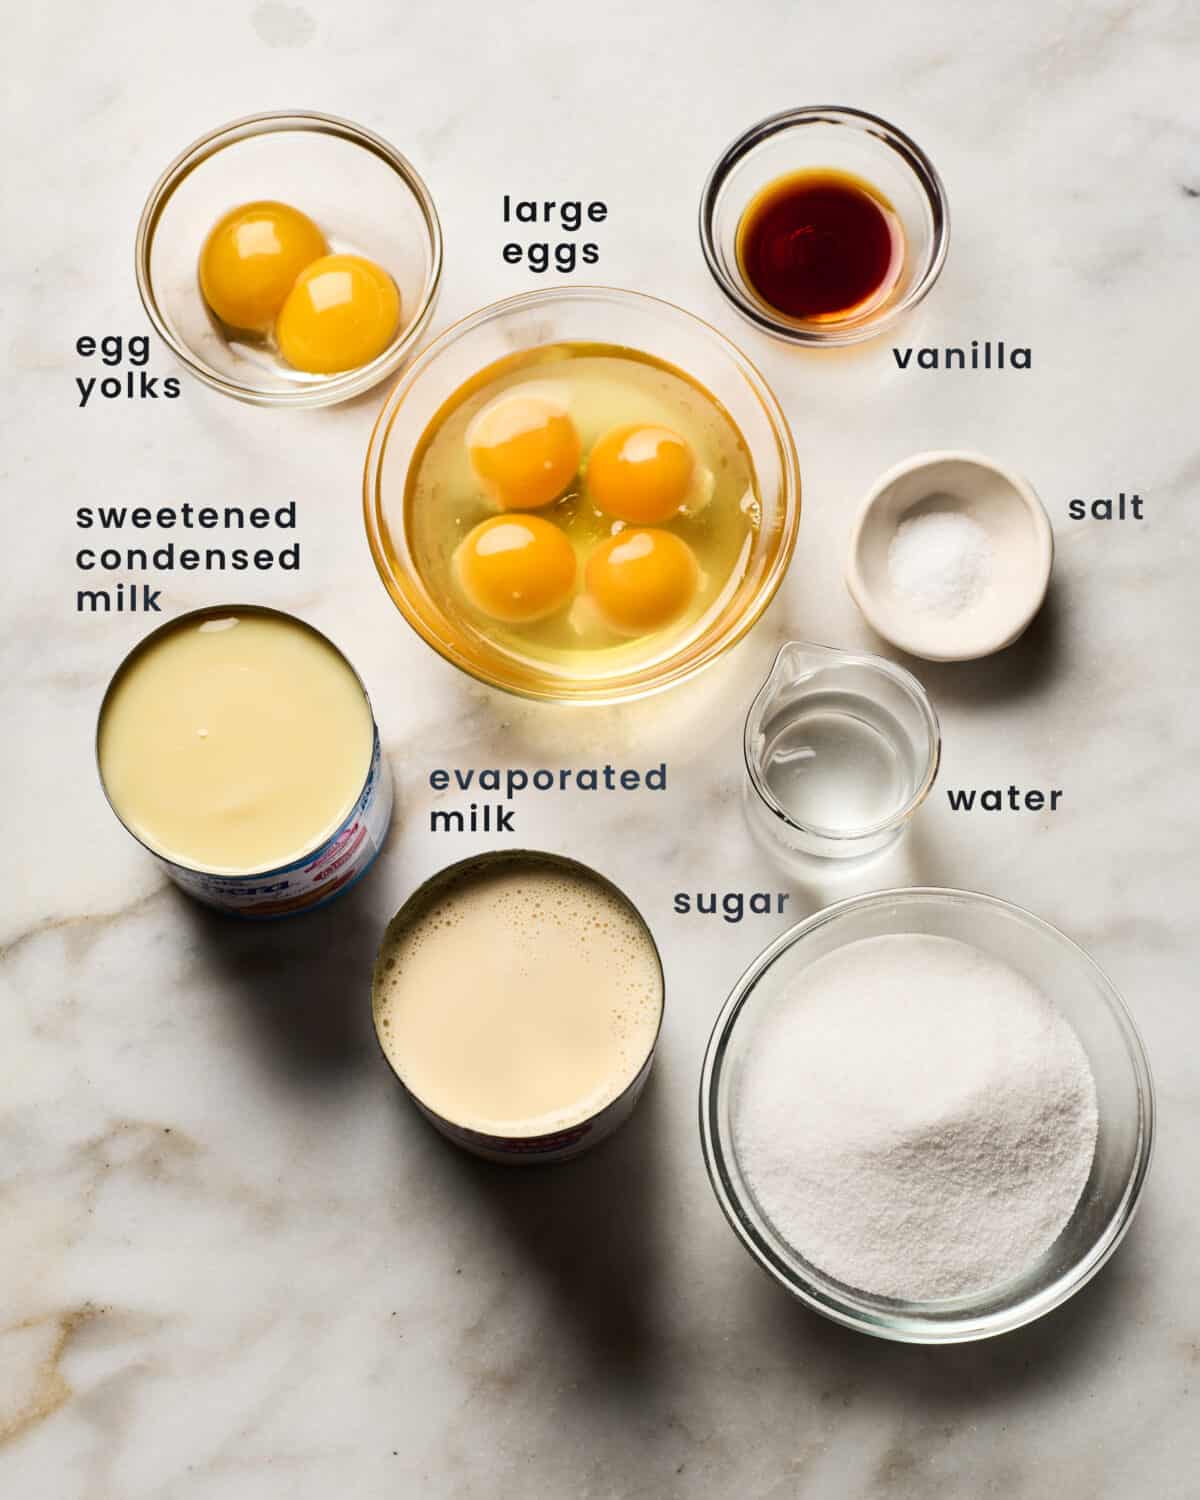 large
eggs
egg
yolks
vanilla
sweetened
condensed
milk
salt
evaporated
milk
water
sugar